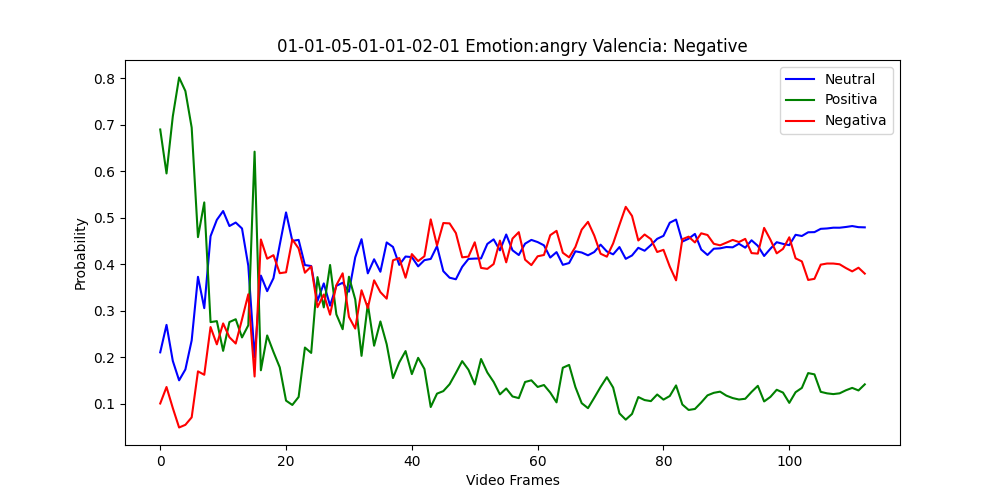 01-01-05-01-01-02-01 Emotion:angry Valencia: Negative
Neutral
Positiva
Negativa
Probability
0.8
0.7
0.6
0.5
0.4
0.3
0.2
0.1
0 20 40 60 80 100
Video Frames